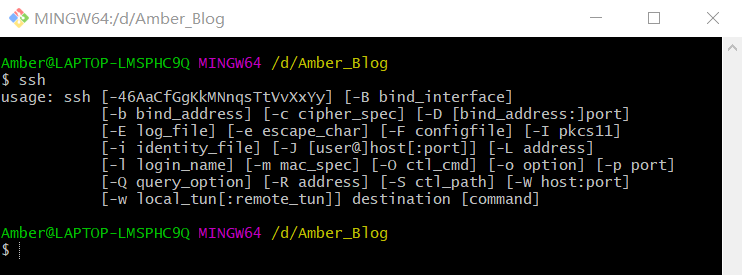 MINGW64:/d/Amber_Blog
Amber@LAPTOP-LMSPHC9Q MINGW64 /d/Amber_Blog
$ ssh
usage: ssh [-46AaCfGgKkMNnqsTtVvXxYy] [-B bind_interface]
           [-b bind_address] [-c cipher_spec] [-D [bind_address:]port]
           [-E log_file] [-e escape_char] [-F configfile] [-I pkcs11]
           [-i identity_file] [-J [user@]host[:port]] [-L address]
           [-l login_name] [-m mac_spec] [-O ctl_cmd] [-o option] [-p port]
           [-Q query_option] [-R address] [-S ctl_path] [-W host:port]
           [-w local_tun[:remote_tun]] destination [command]
Amber@LAPTOP-LMSPHC9Q MINGW64 /d/Amber_Blog
$